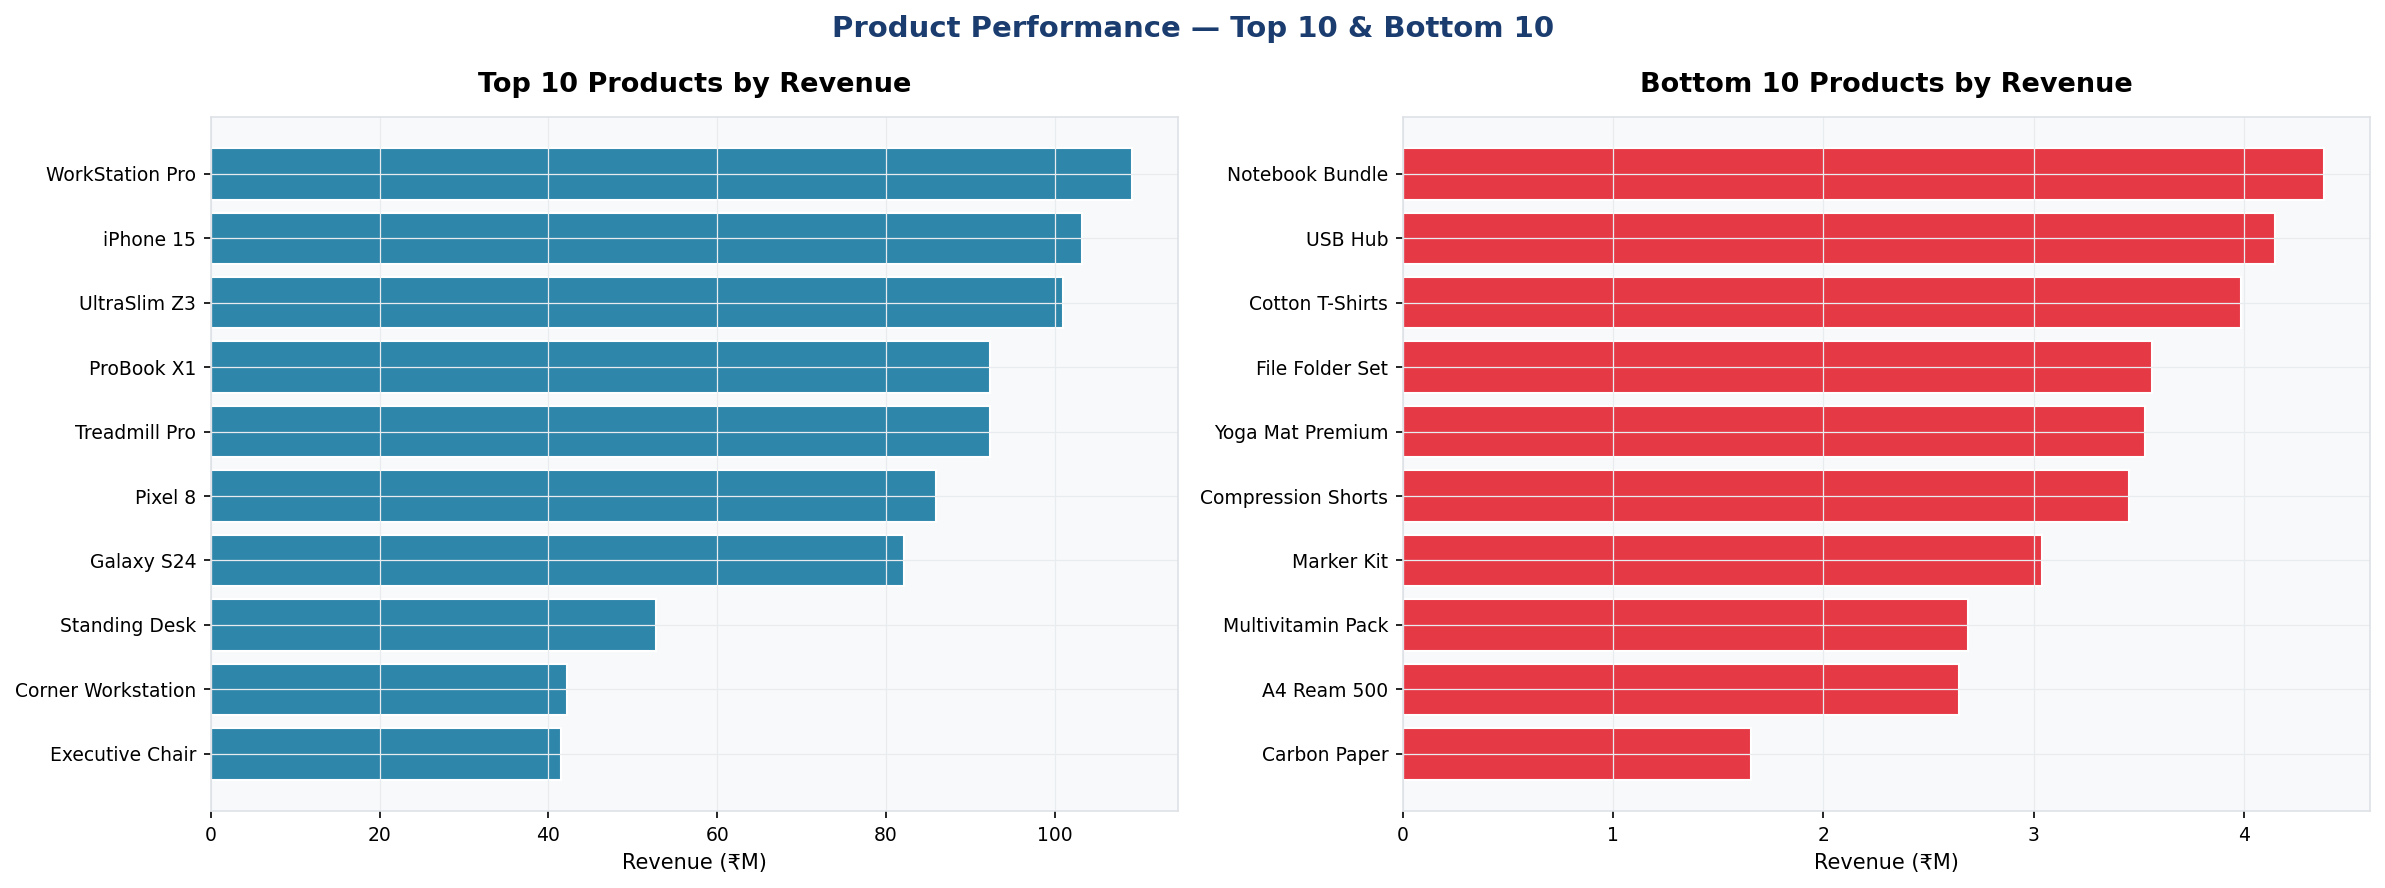 Product Performance — Top 10 & Bottom 10
Top 10 Products by Revenue
WorkStation Pro
iPhone 15
UltraSlim Z3
ProBook X1
Treadmill Pro
Pixel 8
Galaxy S24
Standing Desk
Corner Workstation
Executive Chair
0 20 40 60 80 100
Revenue (₹M)
Bottom 10 Products by Revenue
Notebook Bundle
USB Hub
Cotton T-Shirts
File Folder Set
Yoga Mat Premium
Compression Shorts
Marker Kit
Multivitamin Pack
A4 Ream 500
Carbon Paper
0 1 2 3 4
Revenue (₹M)